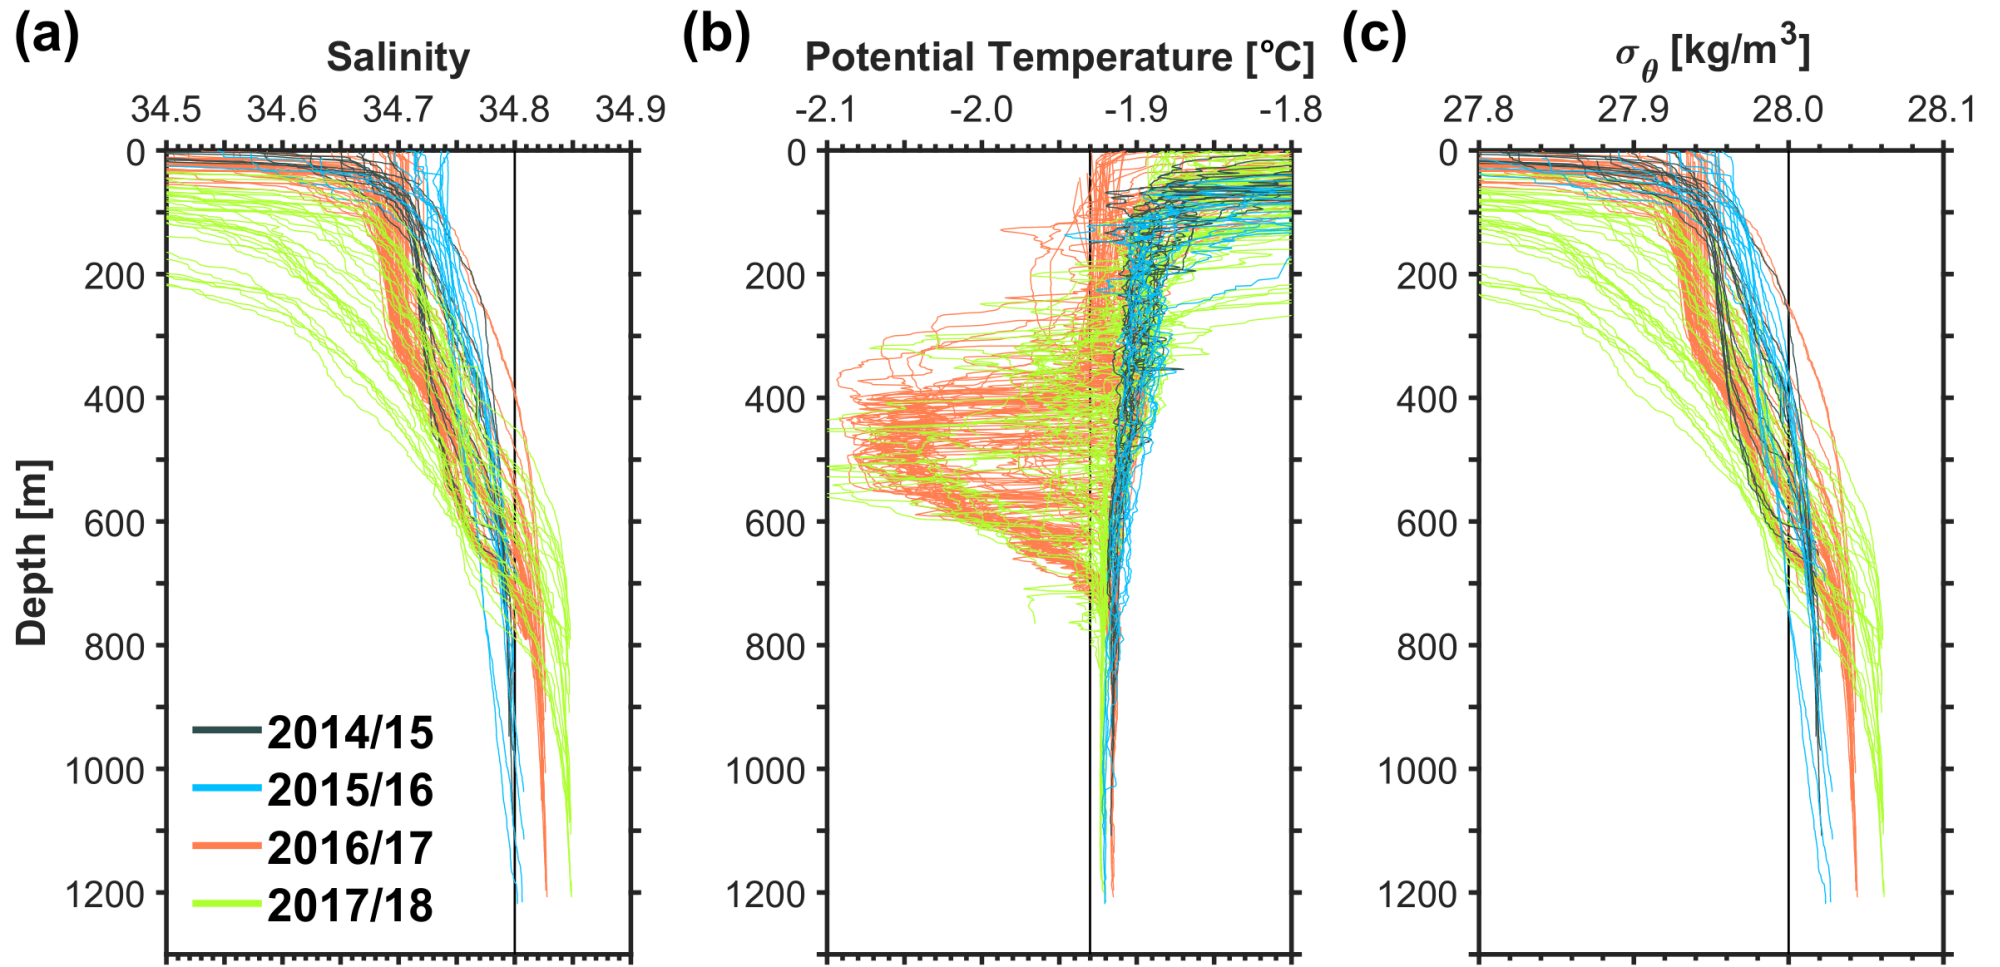 (a)
Salinity
34.5 34.6 34.7 34.8 34.9
0
200
400
600
800
1000
1200
Depth [m]
2014/15
2015/16
2016/17
2017/18
(b)
Potential Temperature [°C]
-2.1 -2.0 -1.9 -1.8
0
200
400
600
800
1000
1200
(c)
σθ [kg/m³]
27.8 27.9 28.0 28.1
0
200
400
600
800
1000
1200